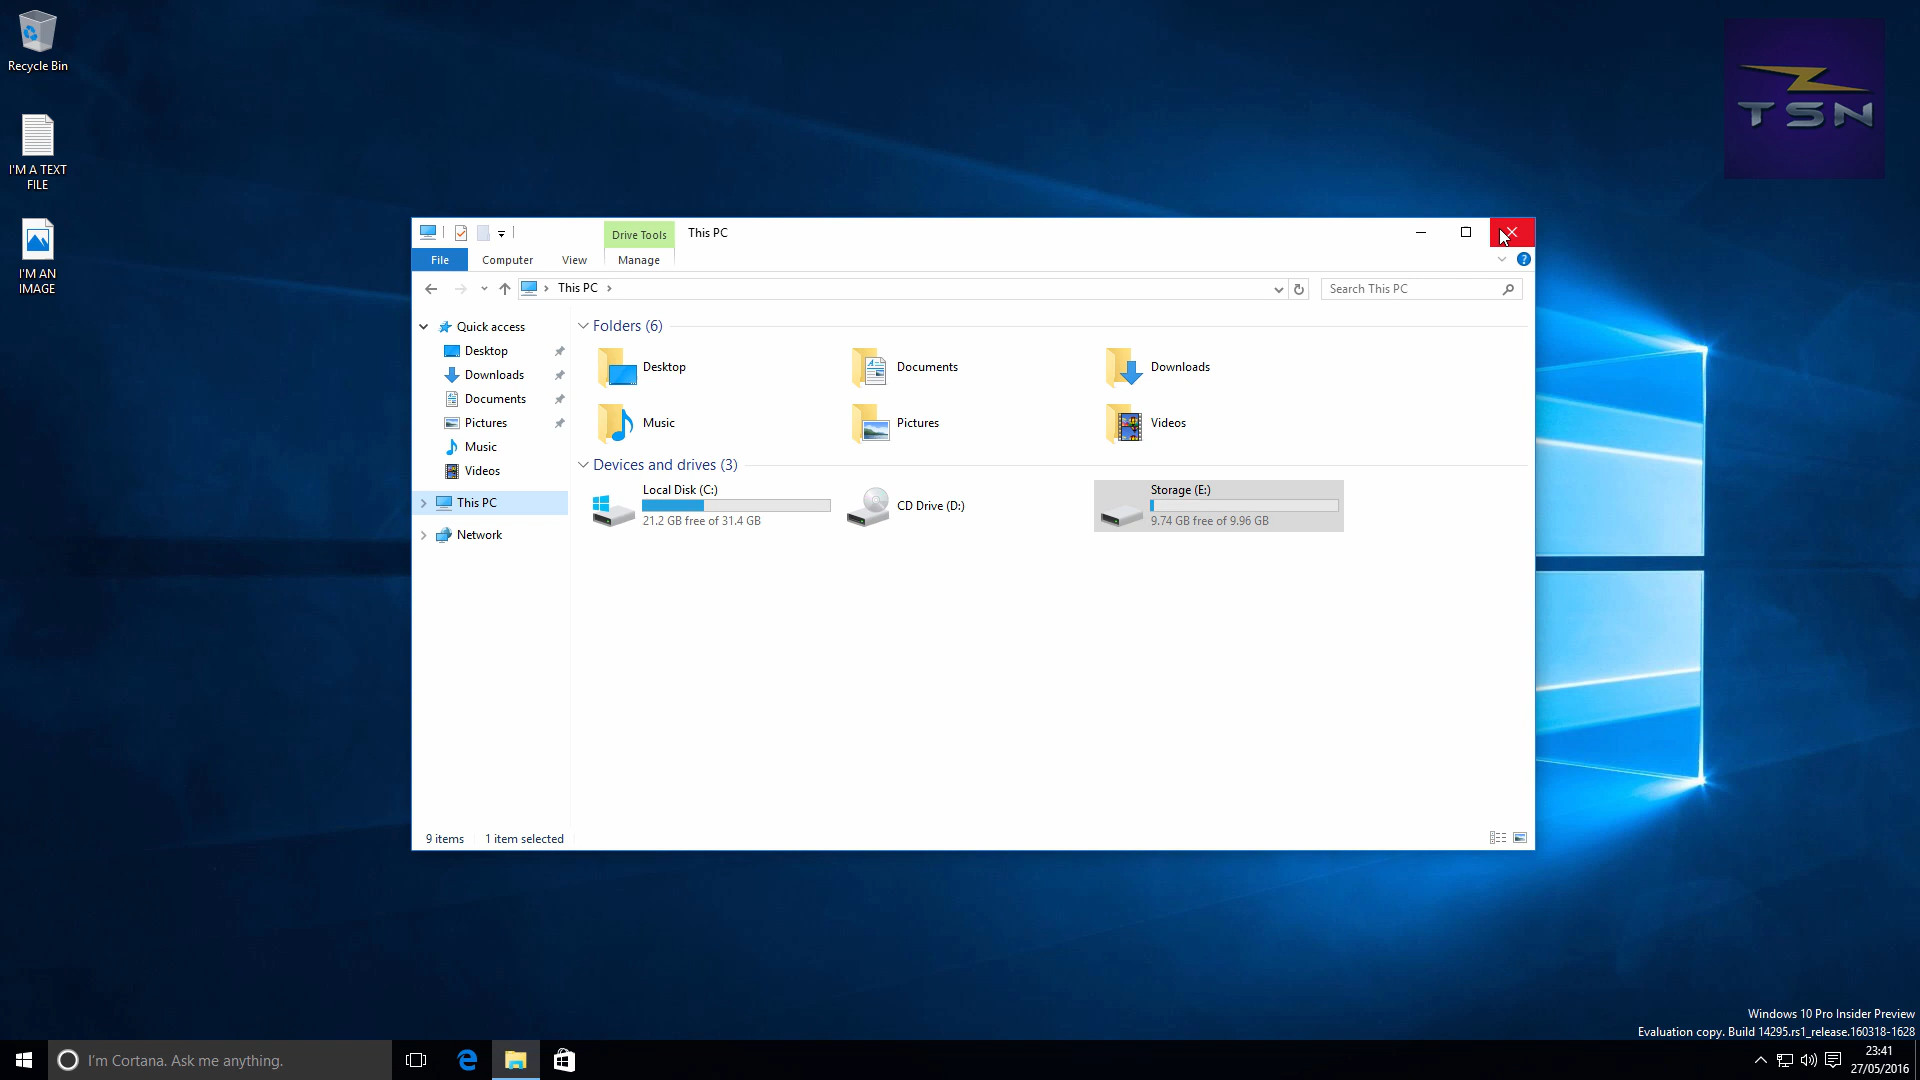 Recycle Bin
I'M A TEXT
FILE
I'M AN
IMAGE
TSN
Drive Tools
This PC
File
Computer
View
Manage
This PC
Search This PC
Quick access
Desktop
Downloads
Documents
Pictures
Music
Videos
This PC
Network
Folders (6)
Desktop
Documents
Downloads
Music
Pictures
Videos
Devices and drives (3)
Local Disk (C:)
21.2 GB free of 31.4 GB
CD Drive (D:)
Storage (E:)
9.74 GB free of 9.96 GB
9 items
1 item selected
Windows 10 Pro Insider Preview
Evaluation copy. Build 14295.rs1_release.160318-1628
I'm Cortana. Ask me anything.
23:41
27/05/2016